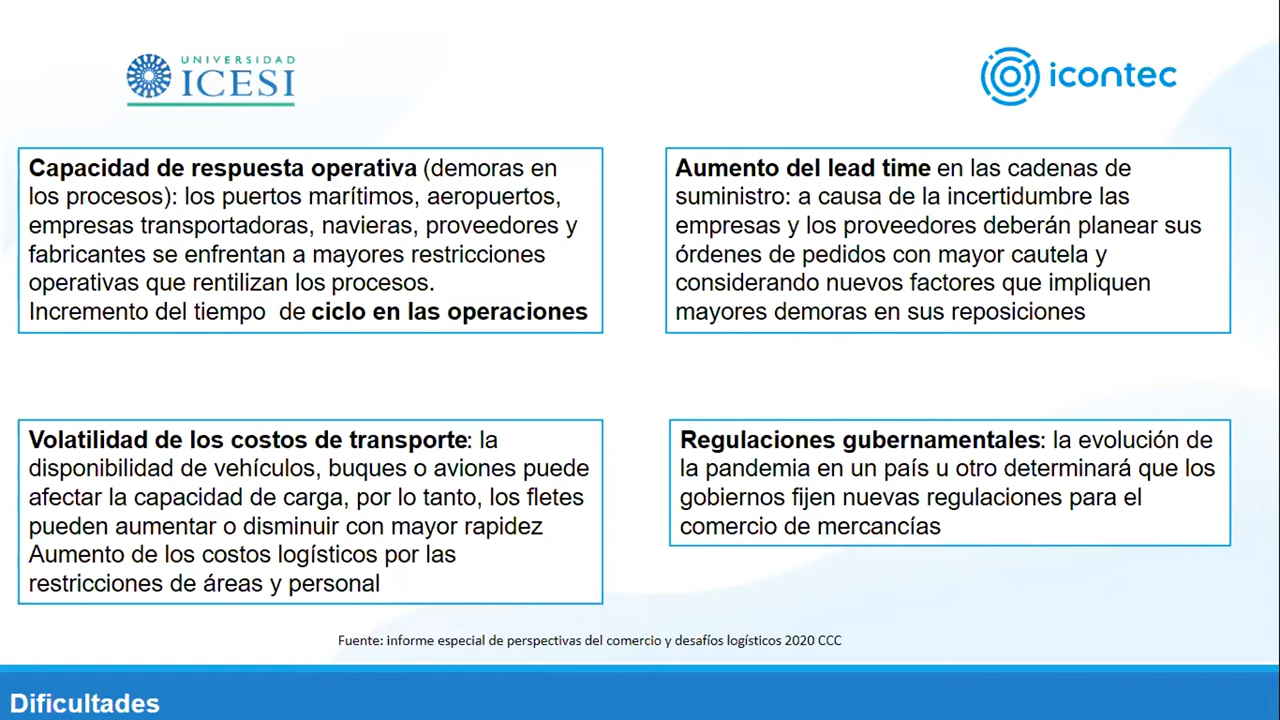 UNIVERSIDAD
ICESI
icontec
Capacidad de respuesta operativa (demoras en
los procesos): los puertos marítimos, aeropuertos,
empresas transportadoras, navieras, proveedores y
fabricantes se enfrentan a mayores restricciones
operativas que rentilizan los procesos.
Incremento del tiempo de ciclo en las operaciones
Aumento del lead time en las cadenas de
suministro: a causa de la incertidumbre las
empresas y los proveedores deberán planear sus
órdenes de pedidos con mayor cautela y
considerando nuevos factores que impliquen
mayores demoras en sus reposiciones
Volatilidad de los costos de transporte: la
disponibilidad de vehículos, buques o aviones puede
afectar la capacidad de carga, por lo tanto, los fletes
pueden aumentar o disminuir con mayor rapidez
Aumento de los costos logísticos por las
restricciones de áreas y personal
Regulaciones gubernamentales: la evolución de
la pandemia en un país u otro determinará que los
gobiernos fijen nuevas regulaciones para el
comercio de mercancías
Fuente: informe especial de perspectivas del comercio y desafíos logísticos 2020 CCC
Dificultades